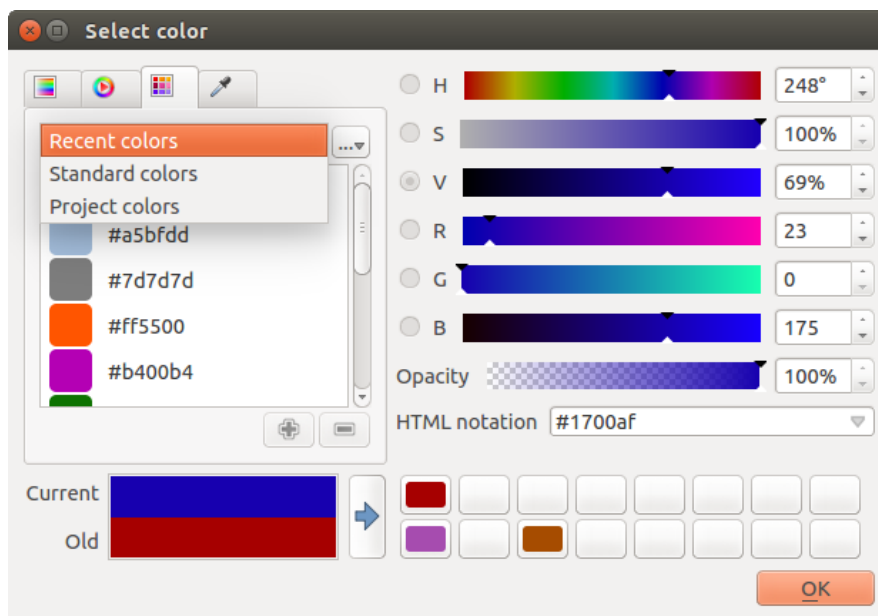 Select color
Recent colors
...
Standard colors
Project colors
#a5bfdd
#7d7d7d
#ff5500
#b400b4
H 248°
S 100%
V 69%
R 23
G 0
B 175
Opacity 100%
HTML notation #1700af
Current
Old
OK